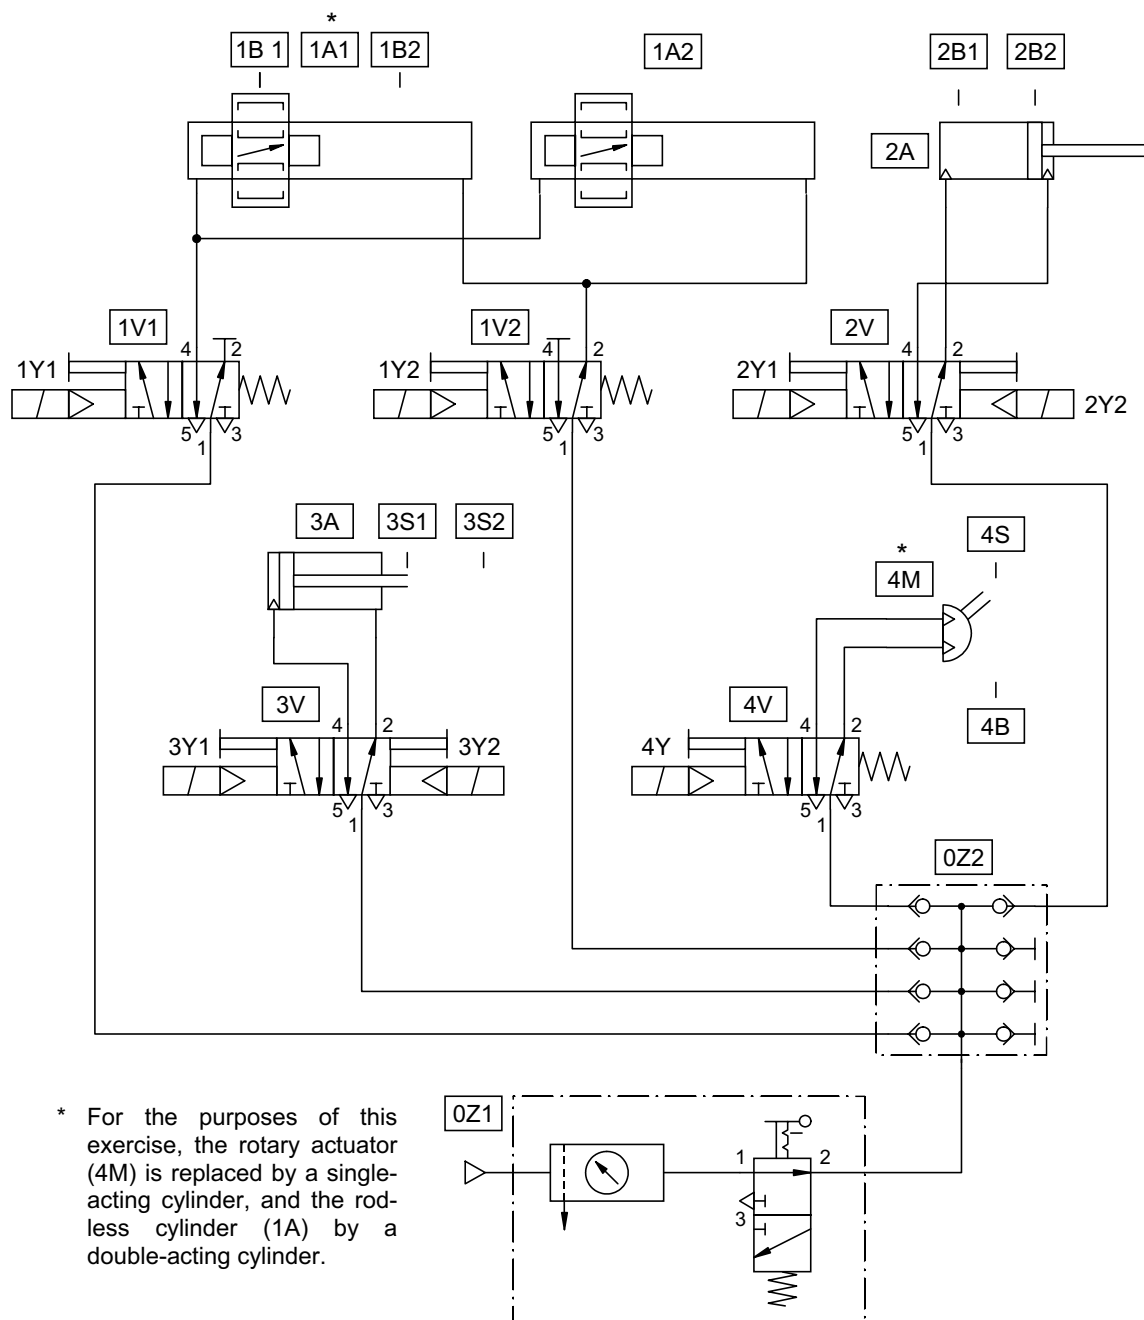 *
1B 1 1A1 1B2
1A2
2B1 2B2
2A
1V1
1V2
2V
4 2
4 2
4 2
1Y1
1Y2
2Y1
2Y2
5 3
1
5 3
1
5 3
1
3A 3S1 3S2
4S
*
4M
3V
4V
4B
4 2
4 2
3Y1
3Y2
4Y
5 3
1
5 3
1
0Z2
0Z1
1 2
3
* For the purposes of this
exercise, the rotary actuator
(4M) is replaced by a single-
acting cylinder, and the rod-
less cylinder (1A) by a
double-acting cylinder.